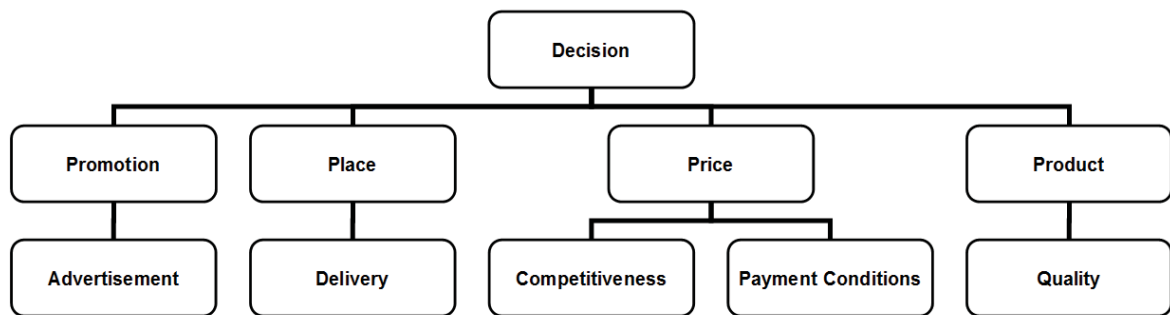 Decision
Promotion
Place
Price
Product
Advertisement
Delivery
Competitiveness
Payment Conditions
Quality